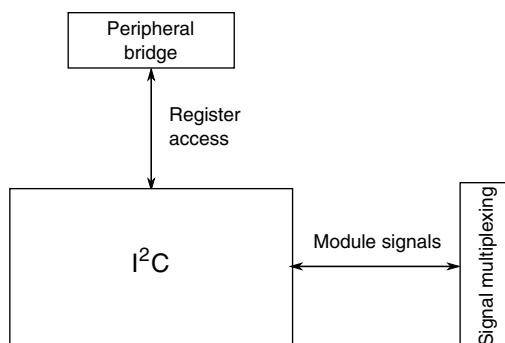 Peripheral
bridge
Register
access
I²C
Module signals
Signal multiplexing